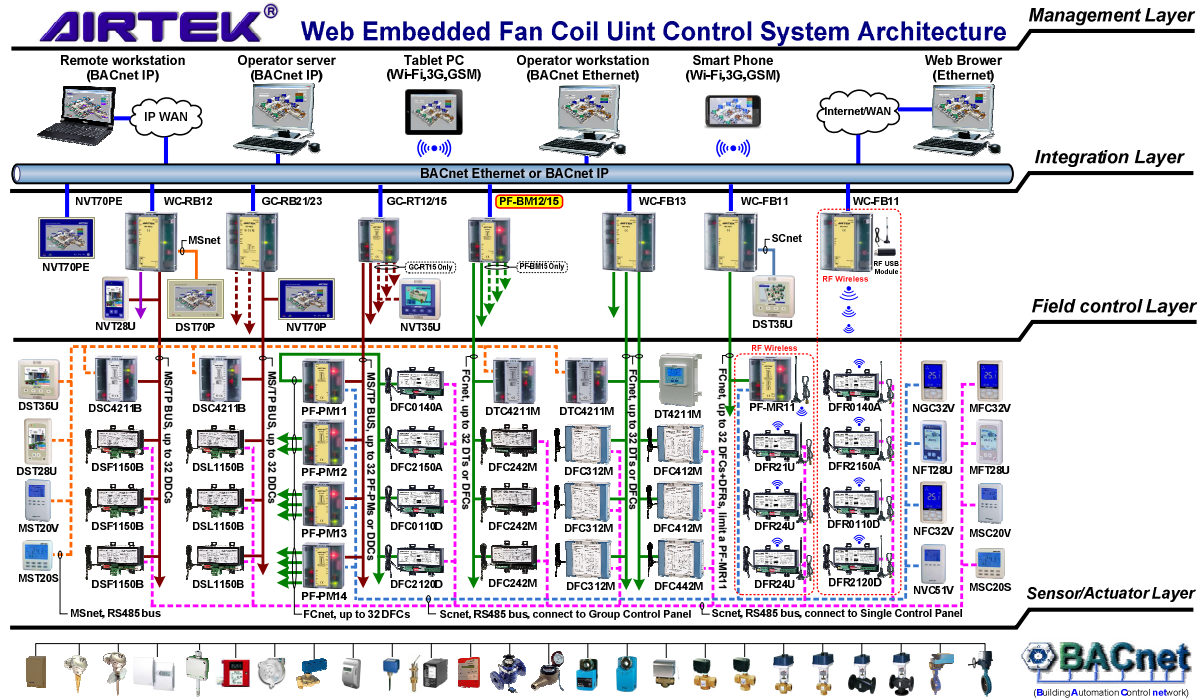 AIRTEK®
Web Embedded Fan Coil Uint Control System Architecture
Management Layer
Remote workstation
(BACnet IP)
Operator server
(BACnet IP)
Tablet PC
(Wi-Fi,3G,GSM)
Operator workstation
(BACnet Ethernet)
Smart Phone
(Wi-Fi,3G,GSM)
Web Brower
(Ethernet)
IP WAN
Internet/WAN
Integration Layer
BACnet Ethernet or BACnet IP
NVT70PE
WC-RB12
GC-RB21/23
GC-RT12/15
PF-BM12/15
WC-FB13
WC-FB11
WC-FB11
AIRTEK
MSnet
SCnet
NVT70PE
RF USB
Module
RF Wireless
GC-RT15 Only
PF-BM15 Only
NVT28U
DST70P
NVT70P
NVT35U
DST35U
Field control Layer
RF Wireless
DST35U
DSC4211B
DSC4211B
PF-PM11
DFC0140A
DTC4211M
DTC4211M
DT4211M
PF-MR11
DFR0140A
NGC32V
MFC32V
DST28U
DSF1150B
DSL1150B
PF-PM12
DFC2150A
DFC242M
DFC312M
DFC412M
DFR21U
DFR2150A
NFT28U
MFT28U
MST20V
DSF1150B
DSL1150B
PF-PM13
DFC0110D
DFC242M
DFC312M
DFC412M
DFR24U
DFR0110D
NFC32V
MSC20V
MST20S
DSF1150B
DSL1150B
PF-PM14
DFC2120D
DFC242M
DFC312M
DFC442M
DFR24U
DFR2120D
NVC51V
MSC20S
MS/TP BUS, up to 32 DDCs
MS/TP BUS, up to 32 DDCs
MS/TP BUS, up to 32 PF-PMs or DDCs
FCnet, up to 32 DTs or DFCs
FCnet, up to 32 DTs or DFCs
FCnet, up to 32 DFCs+DFRs, limit a PF-MR11
MSnet, RS485 bus
FCnet, up to 32 DFCs
Scnet, RS485 bus, connect to Group Control Panel
Scnet, RS485 bus, connect to Single Control Panel
Sensor/Actuator Layer
BACnet
(Building Automation Control network)